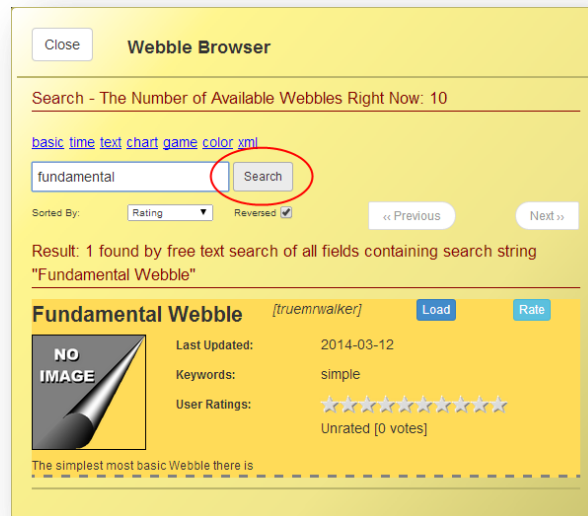 Close Webble Browser
Search - The Number of Available Webbles Right Now: 10
basic time text chart game color xml
fundamental Search
Sorted By: Rating Reversed ‹‹ Previous Next ››
Result: 1 found by free text search of all fields containing search string
"Fundamental Webble"
Fundamental Webble [truemrwalker] Load Rate
NO
IMAGE
Last Updated: 2014-03-12
Keywords: simple
User Ratings:
Unrated [0 votes]
The simplest most basic Webble there is